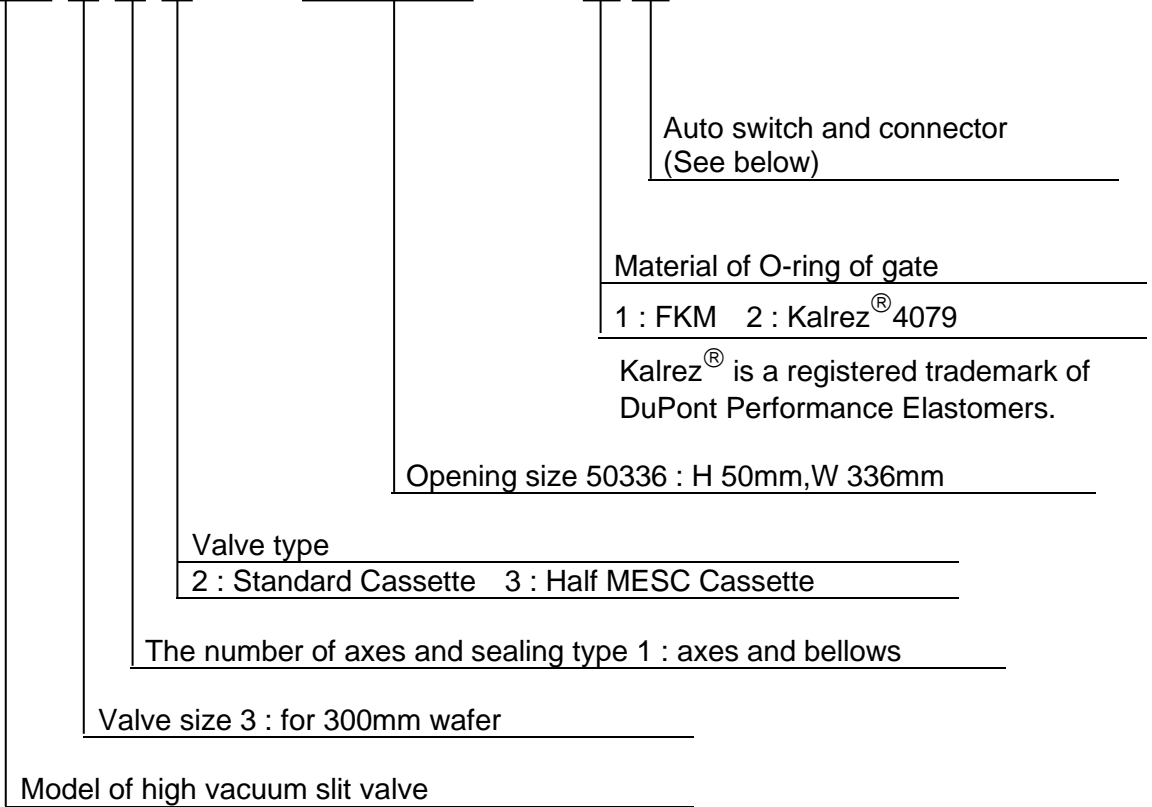 Auto switch and connector
(See below)
Material of O-ring of gate
1 : FKM 2 : Kalrez®4079
Kalrez® is a registered trademark of
DuPont Performance Elastomers.
Opening size 50336 : H 50mm,W 336mm
Valve type
2 : Standard Cassette 3 : Half MESC Cassette
The number of axes and sealing type 1 : axes and bellows
Valve size 3 : for 300mm wafer
Model of high vacuum slit valve